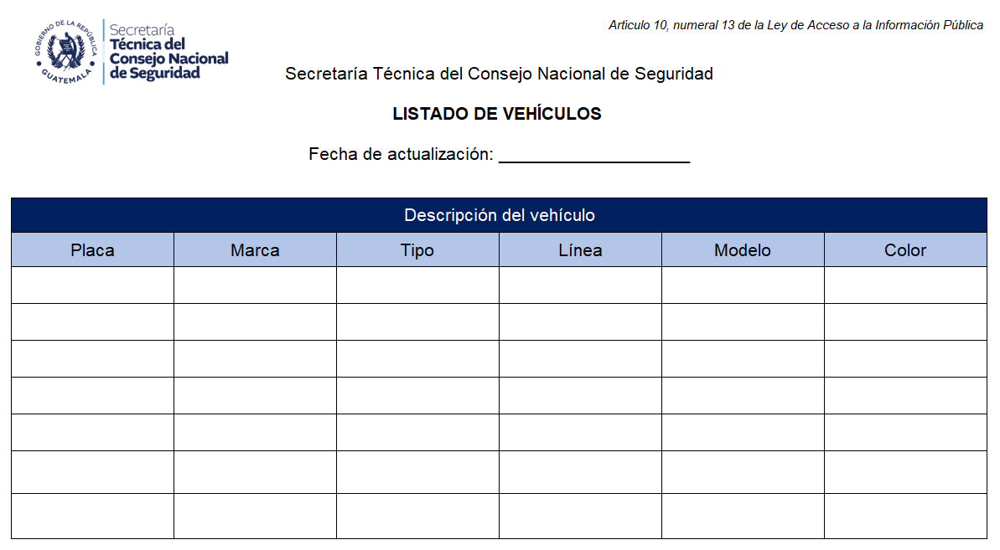 GOBIERNO DE LA REPÚBLICA
GUATEMALA
Secretaría
Técnica del
Consejo Nacional
de Seguridad
Artículo 10, numeral 13 de la Ley de Acceso a la Información Pública
Secretaría Técnica del Consejo Nacional de Seguridad
LISTADO DE VEHÍCULOS
Fecha de actualización: ____________________
Descripción del vehículo
Placa Marca Tipo Línea Modelo Color